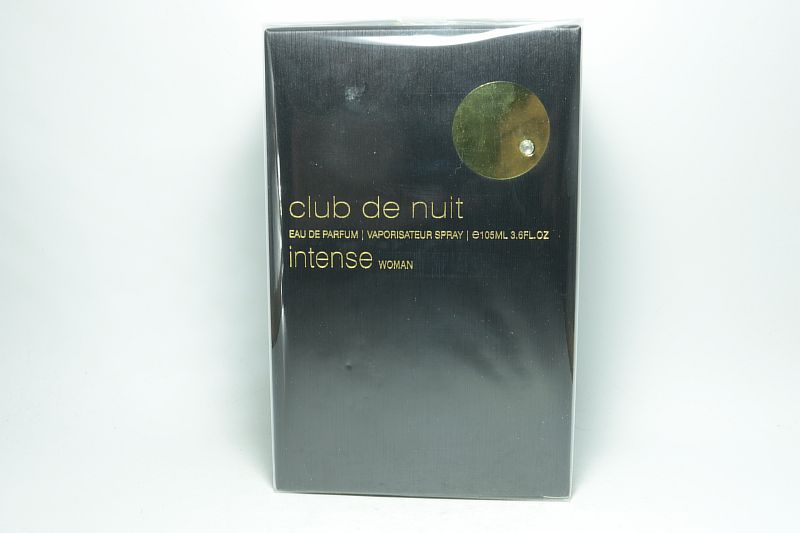 club de nuit
EAU DE PARFUM | VAPORISATEUR SPRAY | ℮105ML 3.6FL.OZ
intense WOMAN